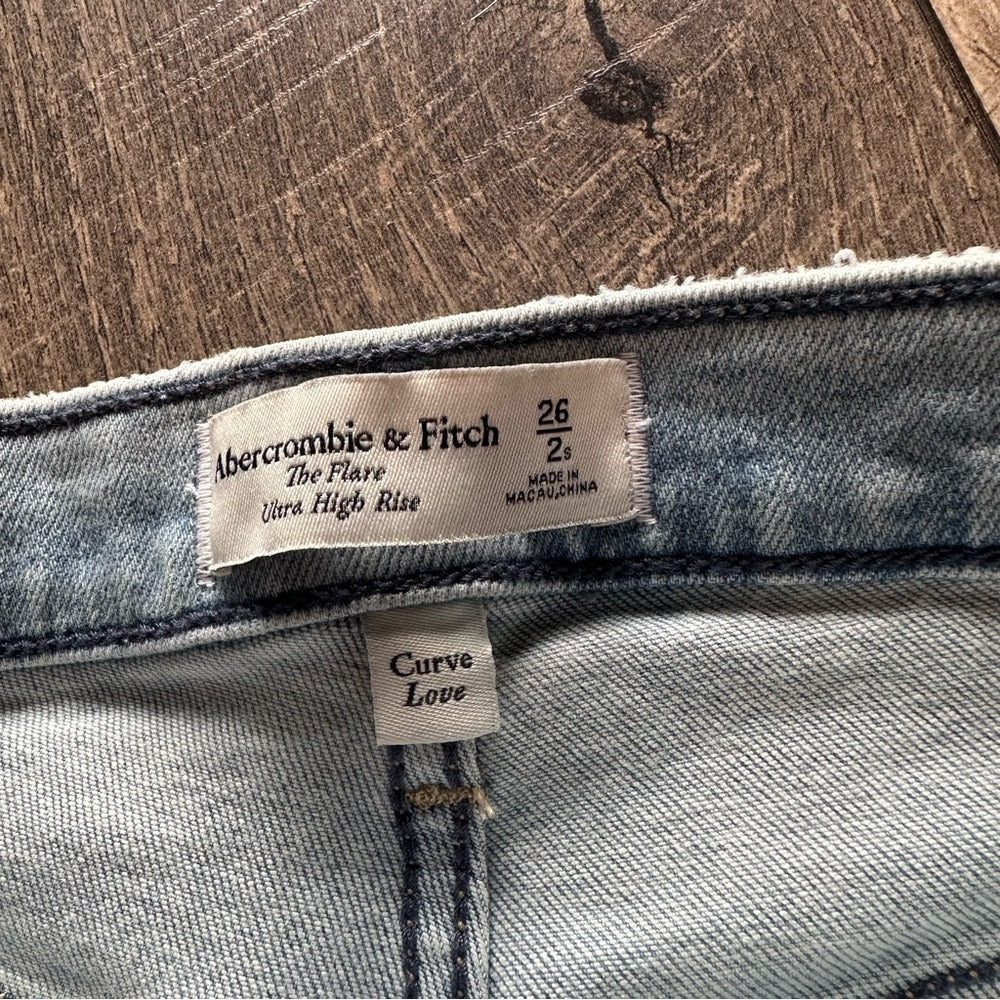 Abercrombie & Fitch
The Flare
Ultra High Rise
26
2s
MADE IN
MACAU,CHINA
Curve
Love